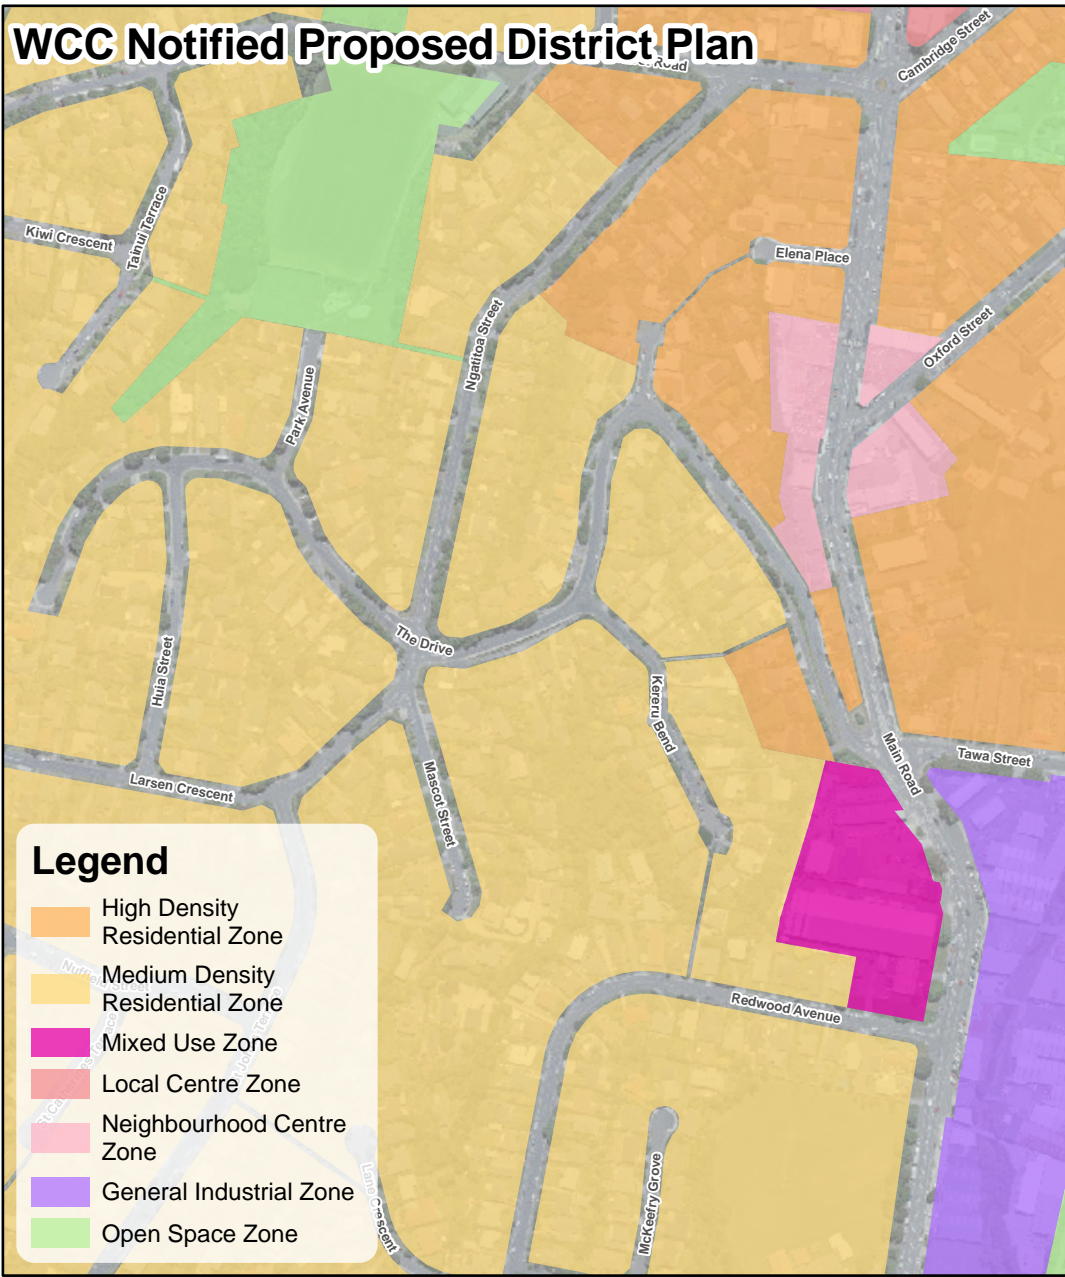 WCC Notified Proposed District Plan
Road
Cambridge Street
Kiwi Crescent
Tainui Terrace
Elena Place
Ngatitoa Street
Oxford Street
Park Avenue
The Drive
Huia Street
Kereru Bend
Main Road
Tawa Street
Larsen Crescent
Mascot Street
Redwood Avenue
McKeefry Grove
Lane Crescent
Nuffield Street
Legend
High Density
Residential Zone
Medium Density
Residential Zone
Mixed Use Zone
Local Centre Zone
Neighbourhood Centre
Zone
General Industrial Zone
Open Space Zone